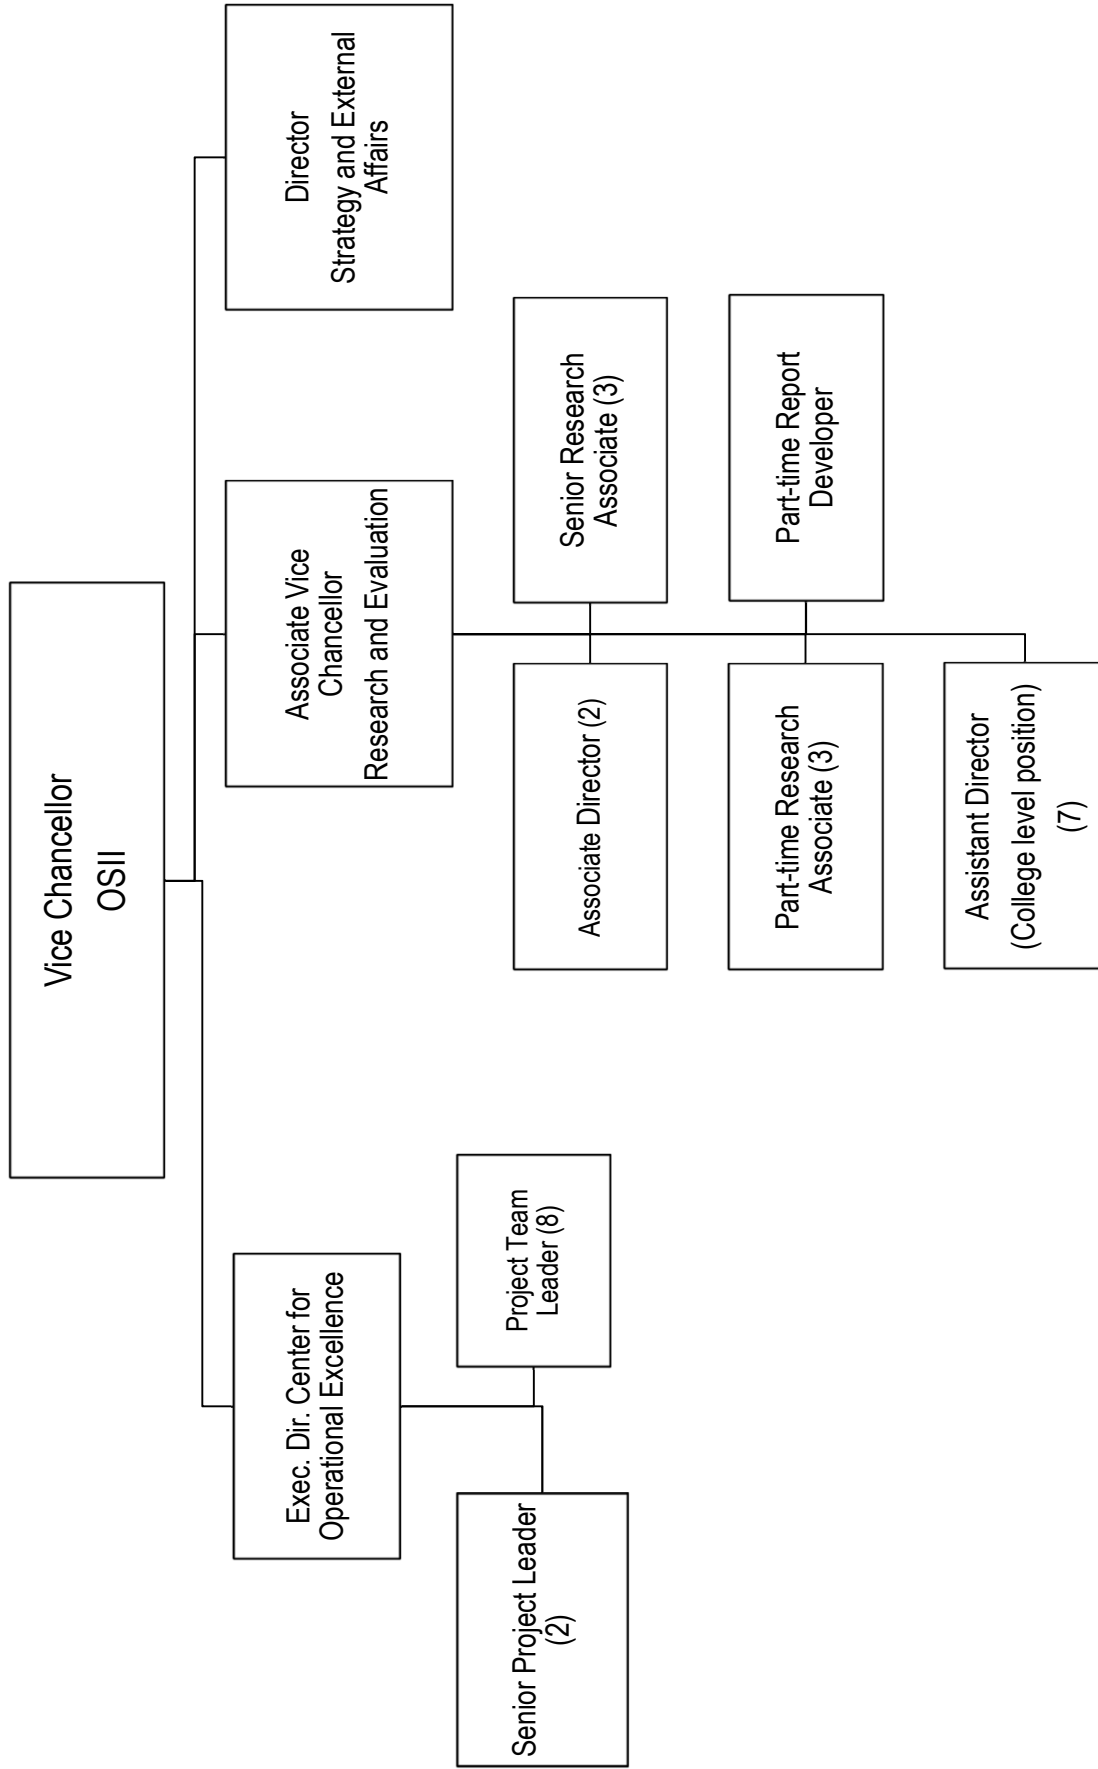 Vice Chancellor
OSII
Exec. Dir. Center for
Operational Excellence
Associate Vice
Chancellor
Research and Evaluation
Director
Strategy and External
Affairs
Senior Project Leader
(2)
Project Team
Leader (8)
Associate Director (2)
Senior Research
Associate (3)
Part-time Research
Associate (3)
Part-time Report
Developer
Assistant Director
(College level position)
(7)